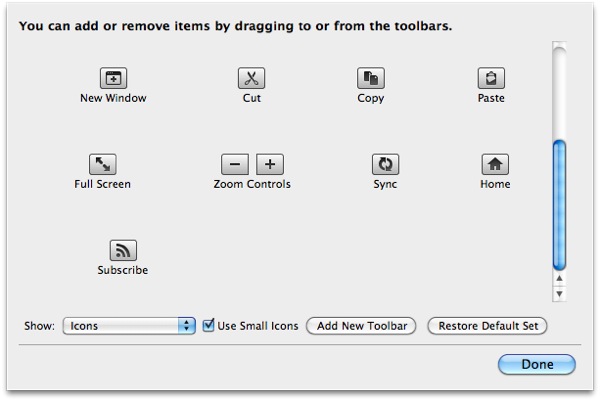 You can add or remove items by dragging to or from the toolbars.
New Window Cut Copy Paste
Full Screen Zoom Controls Sync Home
Subscribe
Show: Icons Use Small Icons Add New Toolbar Restore Default Set
Done